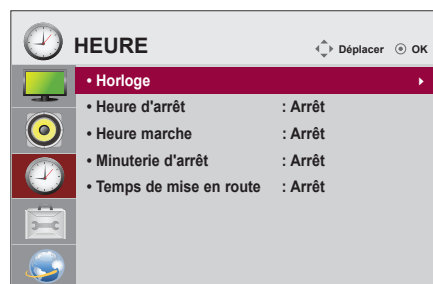 HEURE
Déplacer OK
• Horloge
• Heure d'arrêt : Arrêt
• Heure marche : Arrêt
• Minuterie d'arrêt : Arrêt
• Temps de mise en route : Arrêt